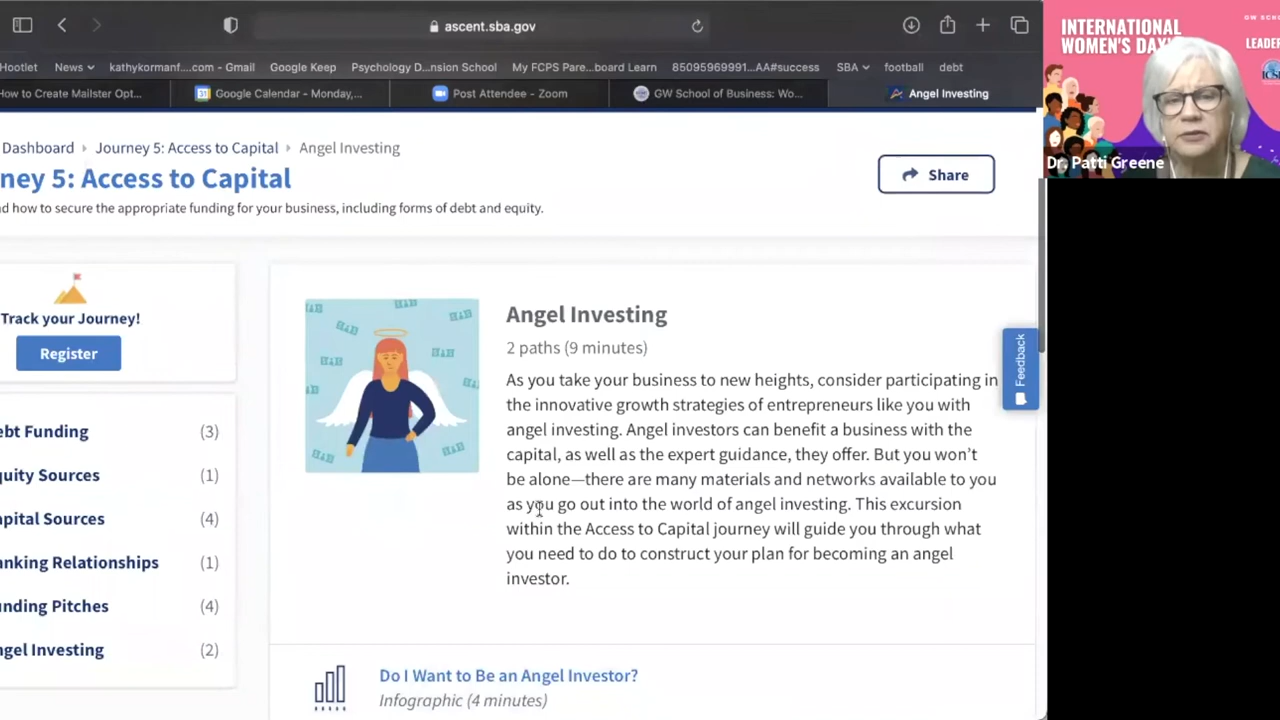 ascent.sba.gov
Hootlet
News
kathykormanf....com - Gmail
Google Keep
Psychology D...nsion School
My FCPS Pare...board Learn
85095969991...AA#success
SBA
football
debt
How to Create Mailster Opt...
Google Calendar - Monday,...
Post Attendee - Zoom
GW School of Business: Wo...
Angel Investing
Dashboard
Journey 5: Access to Capital
Angel Investing
ney 5: Access to Capital
d how to secure the appropriate funding for your business, including forms of debt and equity.
Share
Track your Journey!
Register
ebt Funding (3)
quity Sources (1)
apital Sources (4)
anking Relationships (1)
unding Pitches (4)
ngel Investing (2)
Angel Investing
2 paths (9 minutes)
As you take your business to new heights, consider participating in
the innovative growth strategies of entrepreneurs like you with
angel investing. Angel investors can benefit a business with the
capital, as well as the expert guidance, they offer. But you won't
be alone—there are many materials and networks available to you
as you go out into the world of angel investing. This excursion
within the Access to Capital journey will guide you through what
you need to do to construct your plan for becoming an angel
investor.
Do I Want to Be an Angel Investor?
Infographic (4 minutes)
Feedback
INTERNATIONAL
WOMEN'S DAY
LEADER
Dr. Patti Greene